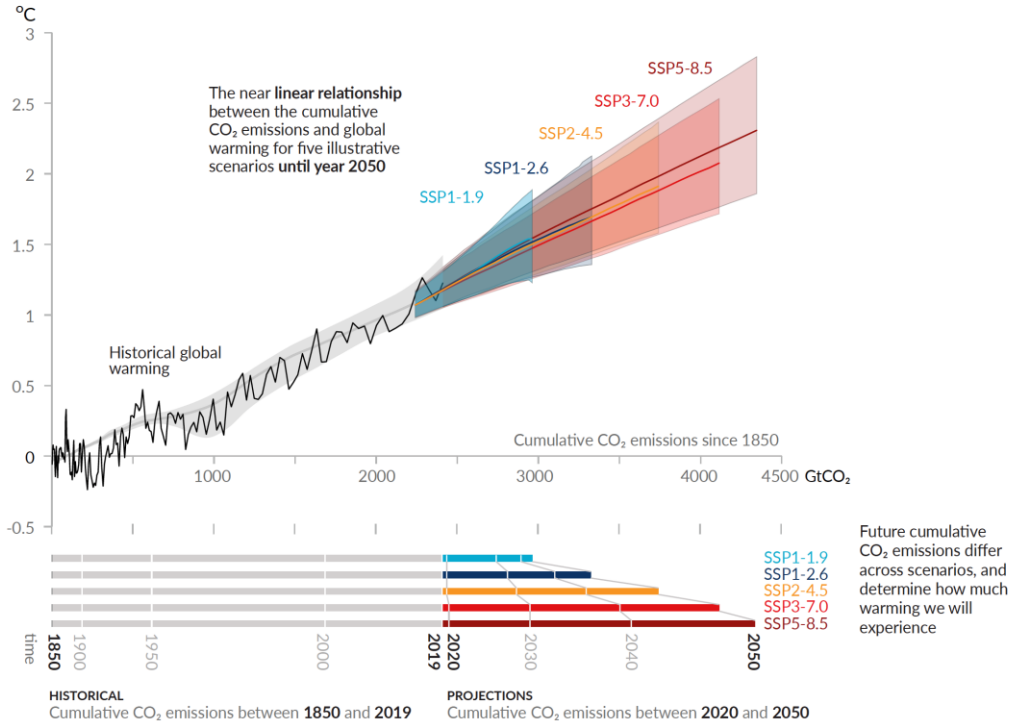 °C
3
2.5
2
1.5
1
0.5
0
-0.5
The near linear relationship
between the cumulative
CO₂ emissions and global
warming for five illustrative
scenarios until year 2050
SSP5-8.5
SSP3-7.0
SSP2-4.5
SSP1-2.6
SSP1-1.9
Historical global
warming
Cumulative CO₂ emissions since 1850
1000
2000
3000
4000
4500 GtCO₂
SSP1-1.9
SSP1-2.6
SSP2-4.5
SSP3-7.0
SSP5-8.5
Future cumulative
CO₂ emissions differ
across scenarios, and
determine how much
warming we will
experience
time
1850
1900
1950
2000
2019
2020
2030
2040
2050
HISTORICAL
Cumulative CO₂ emissions between 1850 and 2019
PROJECTIONS
Cumulative CO₂ emissions between 2020 and 2050